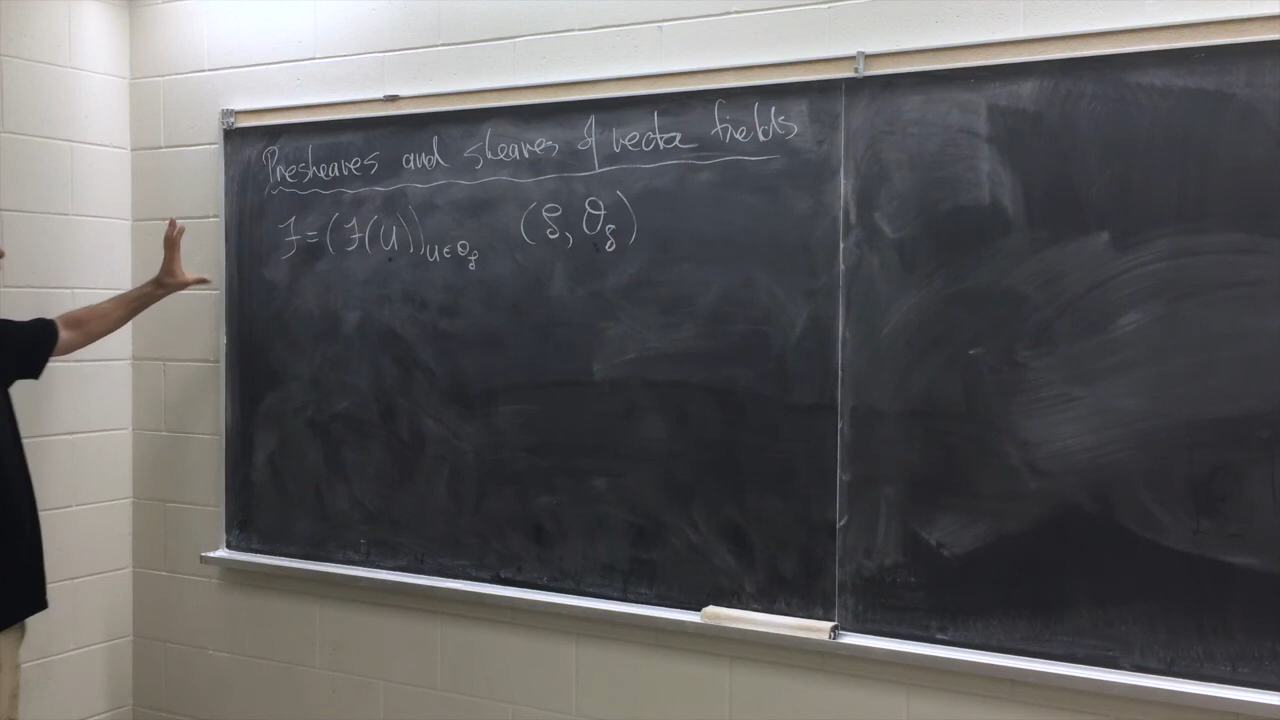 Presheaves and sheaves of vector fields
F = (F(U))_{U ∈ O_S} (S, O_S)